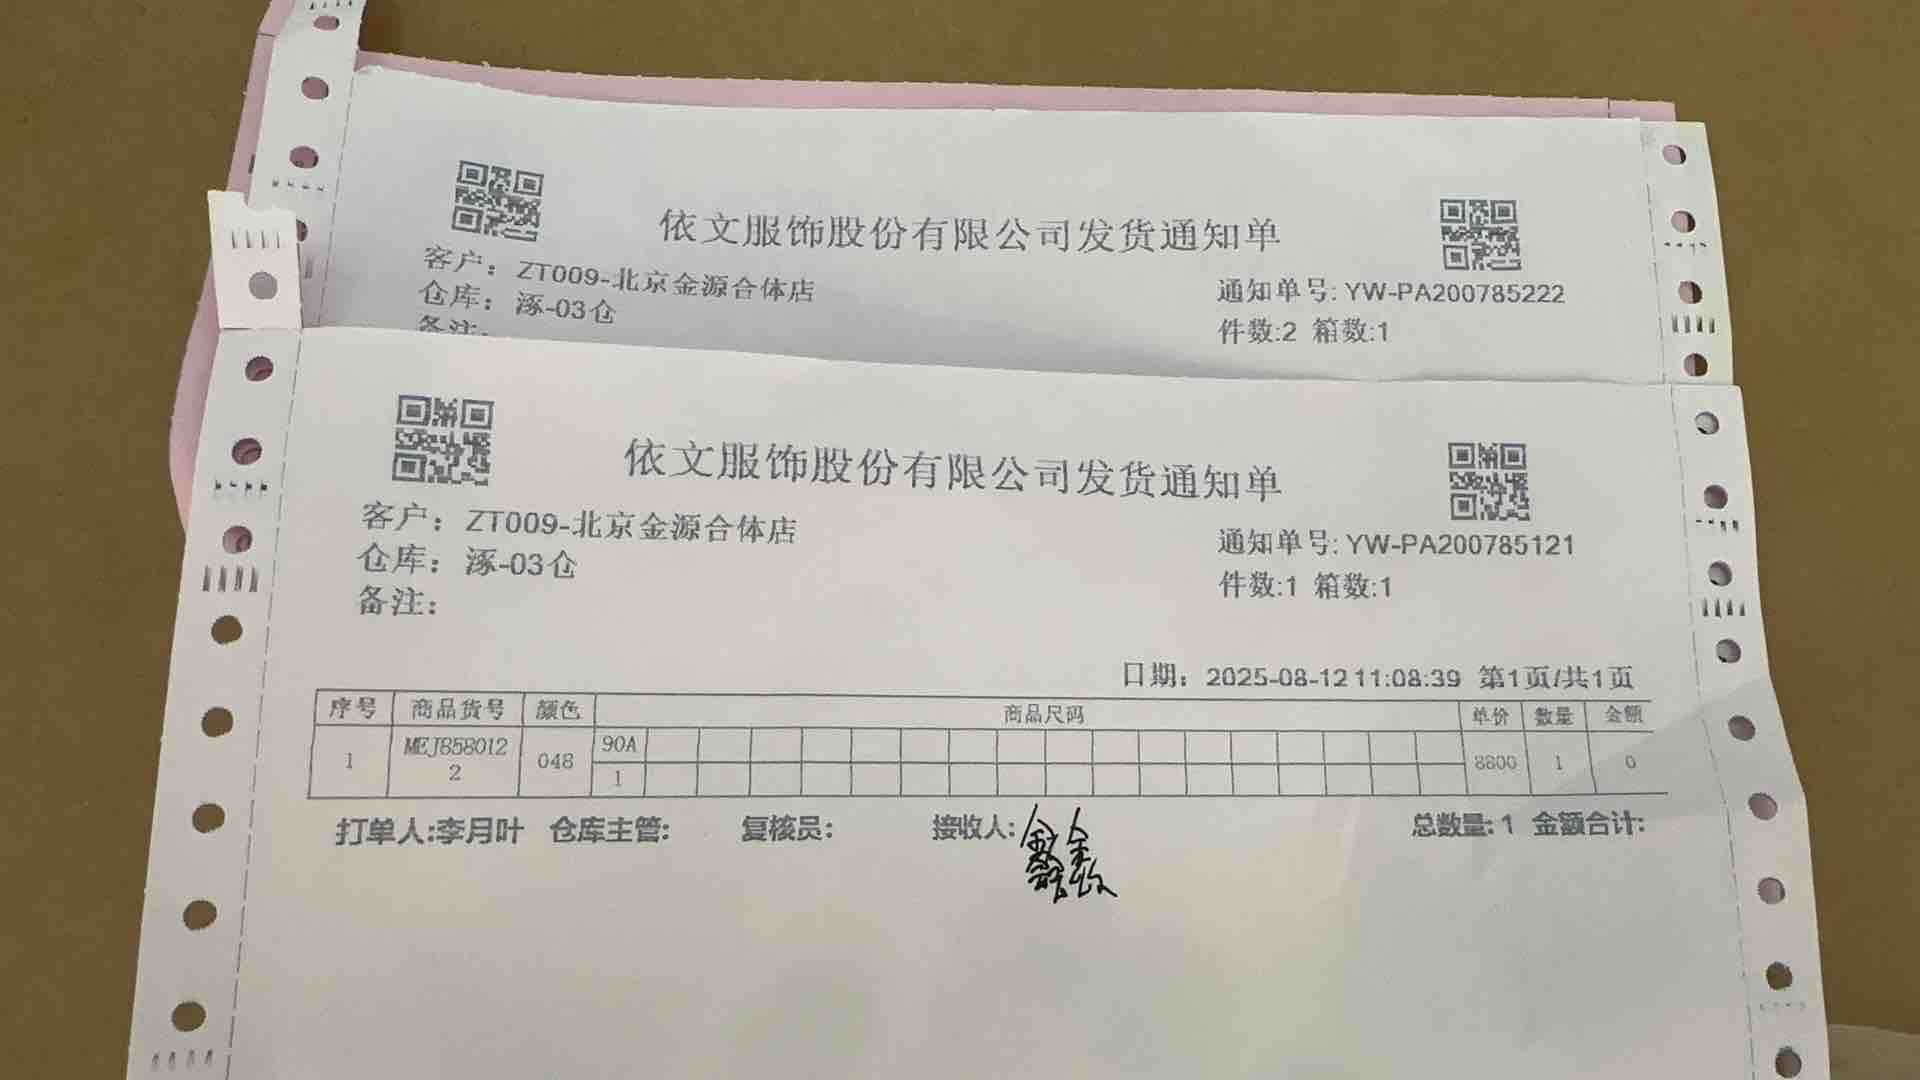 依文服饰股份有限公司发货通知单
客户：ZT009-北京金源合体店
通知单号:YW-PA200785222
仓库：涿-03仓
件数:2 箱数:1
备注:
依文服饰股份有限公司发货通知单
客户：ZT009-北京金源合体店
通知单号:YW-PA200785121
仓库：涿-03仓
件数:1 箱数:1
备注：
日期：2025-08-12 11:08:39 第1页/共1页
序号 商品货号 颜色 商品尺码 单价 数量 金额
1 MEJ8580122 048 90A 8800 1 0
1
打单人:李月叶 仓库主管: 复核员: 接收人: 总数量:1 金额合计: